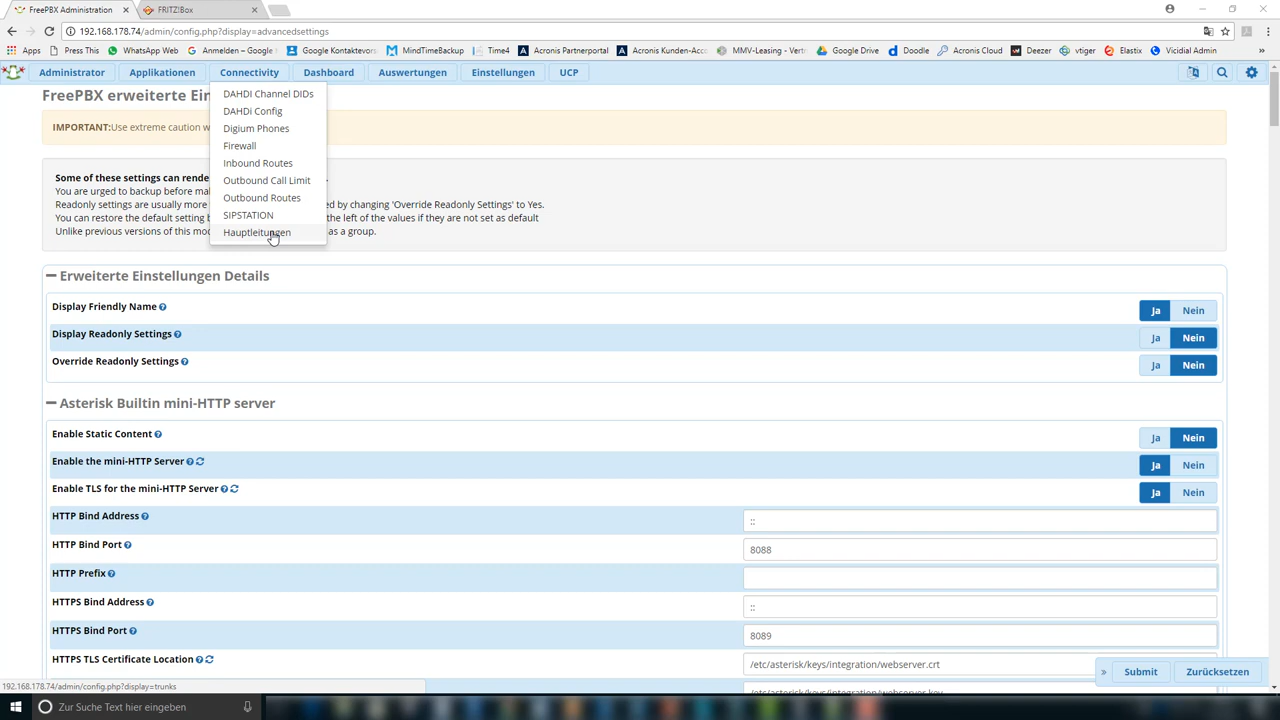 FreePBX Administration
FRITZ!Box
192.168.178.74/admin/config.php?display=advancedsettings
Apps Press This WhatsApp Web Anmelden – Google Google Kontaktevors MindTimeBackup Time4 Acronis Partnerportal Acronis Kunden-Acco MMV-Leasing - Vertr Google Drive Doodle Acronis Cloud Deezer vtiger Elastix Vicidial Admin »
Administrator Applikationen Connectivity Dashboard Auswertungen Einstellungen UCP
DAHDI Channel DIDs
DAHDi Config
Digium Phones
Firewall
Inbound Routes
Outbound Call Limit
Outbound Routes
SIPSTATION
Hauptleitungen
FreePBX erweiterte Ein
IMPORTANT:Use extreme caution w
Some of these settings can rende
You are urged to backup before ma
Readonly settings are usually more d by changing 'Override Readonly Settings' to Yes.
You can restore the default setting b the left of the values if they are not set as default
Unlike previous versions of this mod as a group.
Erweiterte Einstellungen Details
Display Friendly Name Ja Nein
Display Readonly Settings Ja Nein
Override Readonly Settings Ja Nein
Asterisk Builtin mini-HTTP server
Enable Static Content Ja Nein
Enable the mini-HTTP Server Ja Nein
Enable TLS for the mini-HTTP Server Ja Nein
HTTP Bind Address ::
HTTP Bind Port 8088
HTTP Prefix
HTTPS Bind Address ::
HTTPS Bind Port 8089
HTTPS TLS Certificate Location /etc/asterisk/keys/integration/webserver.crt
» Submit Zurücksetzen
192.168.178.74/admin/config.php?display=trunks
/etc/asterisk/keys/integration/webserver.key
Zur Suche Text hier eingeben